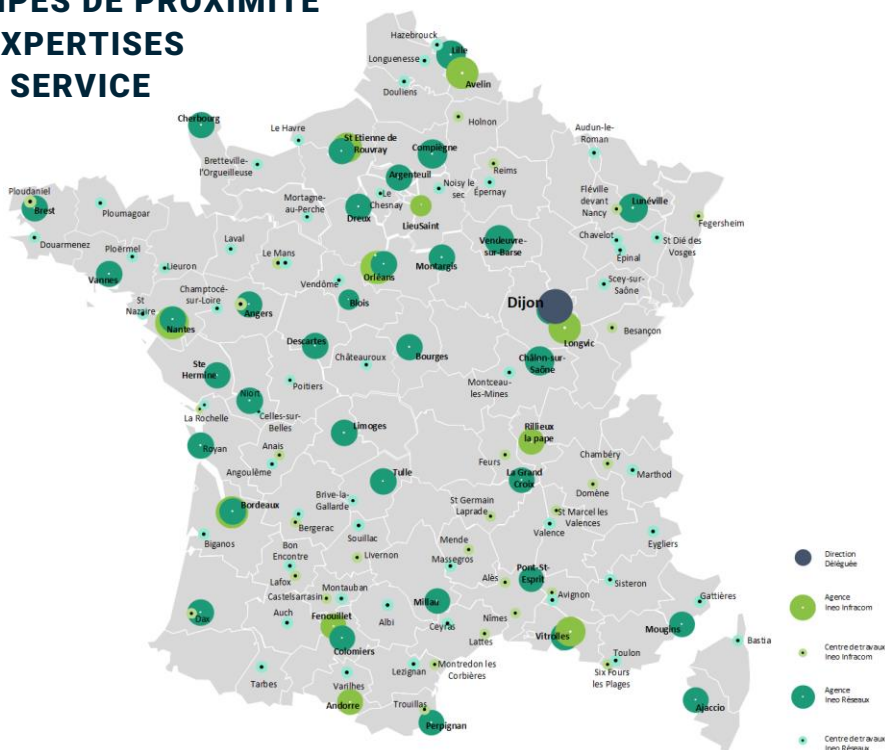 IPES DE PROXIMITÉ
XPERTISES
SERVICE
Hazebrouck
Lille
Longuenesse
Avelin
Douliens
Cherbourg
Holnon
Le Havre
St Etienne de
Rouvray
Compiègne
Audun-le-
Roman
Bretteville-
l'Orgueilleuse
Argenteuil
Reims
Noisy le
sec
Épernay
Ploudaniel
Brest
Ploumagoar
Mortagne-
au-Perche
Le
Chesnay
Dreux
LieuSaint
Fléville
devant
Nancy
Lunéville
Fegersheim
Douarmenez
Ploërmel
Laval
Le Mans
Vendeuvre-
sur-Barse
Chavelot
St Dié des
Vosges
Epinal
Vannes
Lieuron
Vendôme
Orléans
Montargis
Scey-sur-
Saône
St
Nazaire
Champtocé-
sur-Loire
Angers
Blois
Dijon
Nantes
Longvic
Besançon
Descartes
Châteauroux
Bourges
Châlon-sur-
Saône
Ste
Hermine
Poitiers
Montceau-
les-Mines
Niort
La Rochelle
Celles-sur-
Belles
Limoges
Rillieux
la pape
Royan
Anais
Angoulême
Feurs
Chambéry
Marthod
Tulle
La Grand
Croix
Domène
Brive-la-
Gaillarde
St Germain
Laprade
St Marcel les
Valences
Bordeaux
Bergerac
Valence
Biganos
Souillac
Mende
Eygliers
Bon
Encontre
Livernon
Massegros
Lafox
Alès
Pont-St-
Esprit
Sisteron
Castelsarrasin
Montauban
Avignon
Gattières
Dax
Auch
Fenouillet
Albi
Millau
Ceyras
Nîmes
Vitrolles
Mougins
Colomiers
Lattes
Toulon
Bastia
Tarbes
Varilhes
Lezignan
Montredon les
Corbières
Six Fours
les Plages
Andorre
Trouillas
Perpignan
Ajaccio
Direction
Déléguée
Agence
Ineo Infracom
Centre de travaux
Ineo Infracom
Agence
Ineo Réseaux
Centre de travaux
Ineo Réseaux